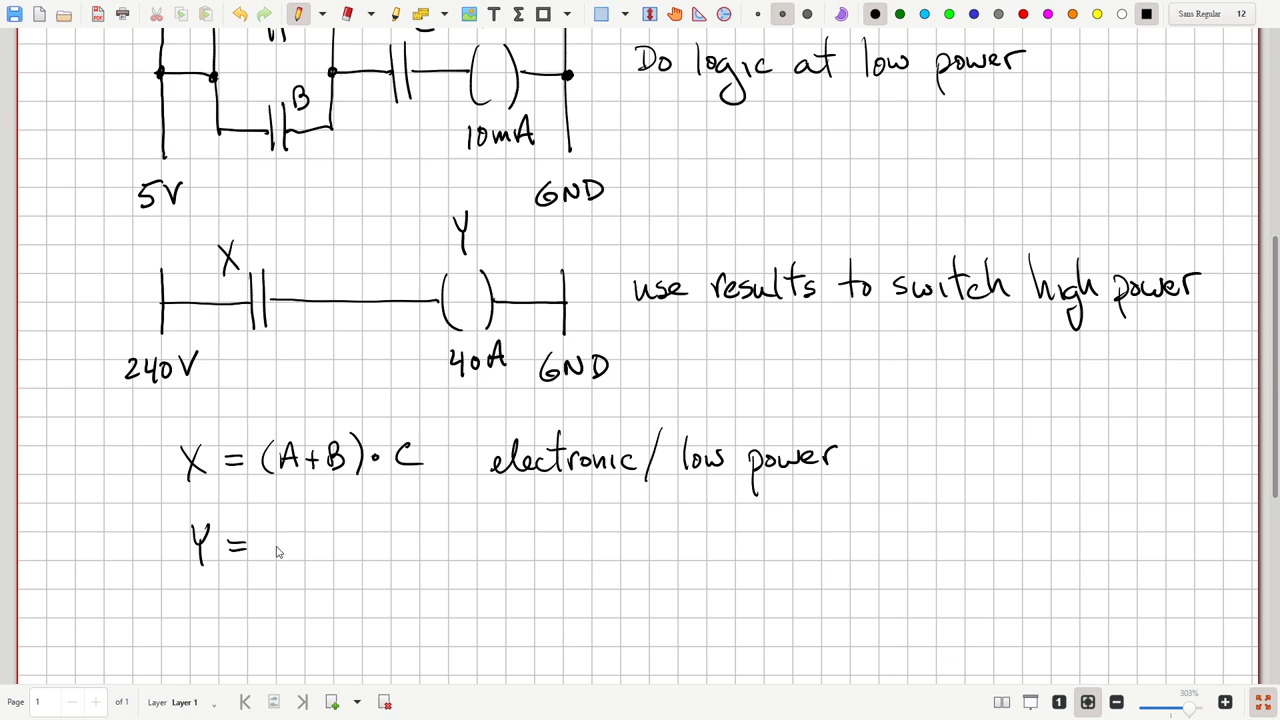 Sans Regular 12
Do logic at low power
B
10mA
5V GND
Y
X
use results to switch high power
240V 40A GND
X = (A+B)·C electronic/ low power
Y =
Page 1 of 1 Layer Layer 1 303%